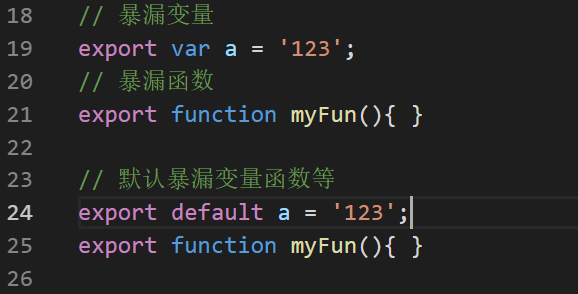 18 // 暴漏变量
19 export var a = '123';
20 // 暴漏函数
21 export function myFun(){ }
22
23 // 默认暴漏变量函数等
24 export default a = '123';
25 export function myFun(){ }
26